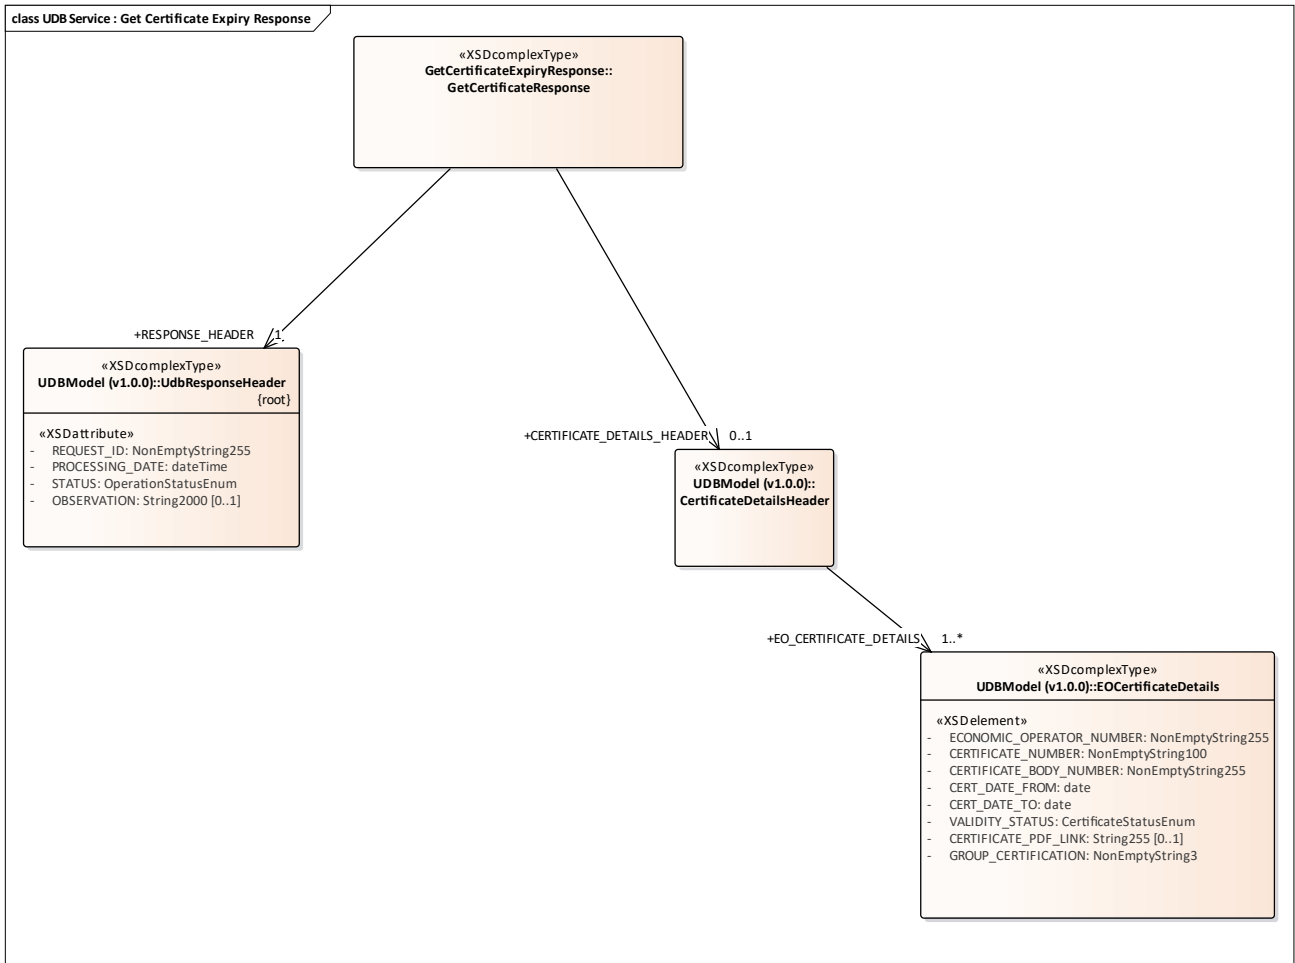 class UDB Service : Get Certificate Expiry Response
«XSDcomplexType»
GetCertificateExpiryResponse::
GetCertificateResponse
+RESPONSE_HEADER 1
«XSDcomplexType»
UDBModel (v1.0.0)::UdbResponseHeader
{root}
«XSDattribute»
- REQUEST_ID: NonEmptyString255
- PROCESSING_DATE: dateTime
- STATUS: OperationStatusEnum
- OBSERVATION: String2000 [0..1]
+CERTIFICATE_DETAILS_HEADER 0..1
«XSDcomplexType»
UDBModel (v1.0.0)::
CertificateDetailsHeader
+EO_CERTIFICATE_DETAILS 1..*
«XSDcomplexType»
UDBModel (v1.0.0)::EOCertificateDetails
«XSDelement»
- ECONOMIC_OPERATOR_NUMBER: NonEmptyString255
- CERTIFICATE_NUMBER: NonEmptyString100
- CERTIFICATE_BODY_NUMBER: NonEmptyString255
- CERT_DATE_FROM: date
- CERT_DATE_TO: date
- VALIDITY_STATUS: CertificateStatusEnum
- CERTIFICATE_PDF_LINK: String255 [0..1]
- GROUP_CERTIFICATION: NonEmptyString3